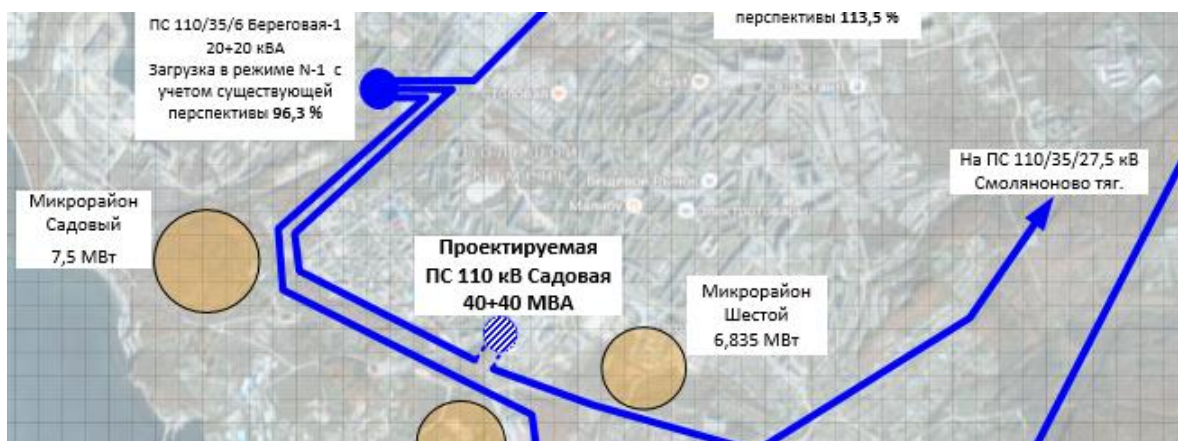 ПС 110/35/6 Береговая-1
20+20 кВА
Загрузка в режиме N-1 с
учетом существующей
перспективы 96,3 %
перспективы 113,5 %
На ПС 110/35/27,5 кВ
Смоляноново тяг.
Микрорайон
Садовый
7,5 МВт
Проектируемая
ПС 110 кВ Садовая
40+40 МВА
Микрорайон
Шестой
6,835 МВт
Малибу